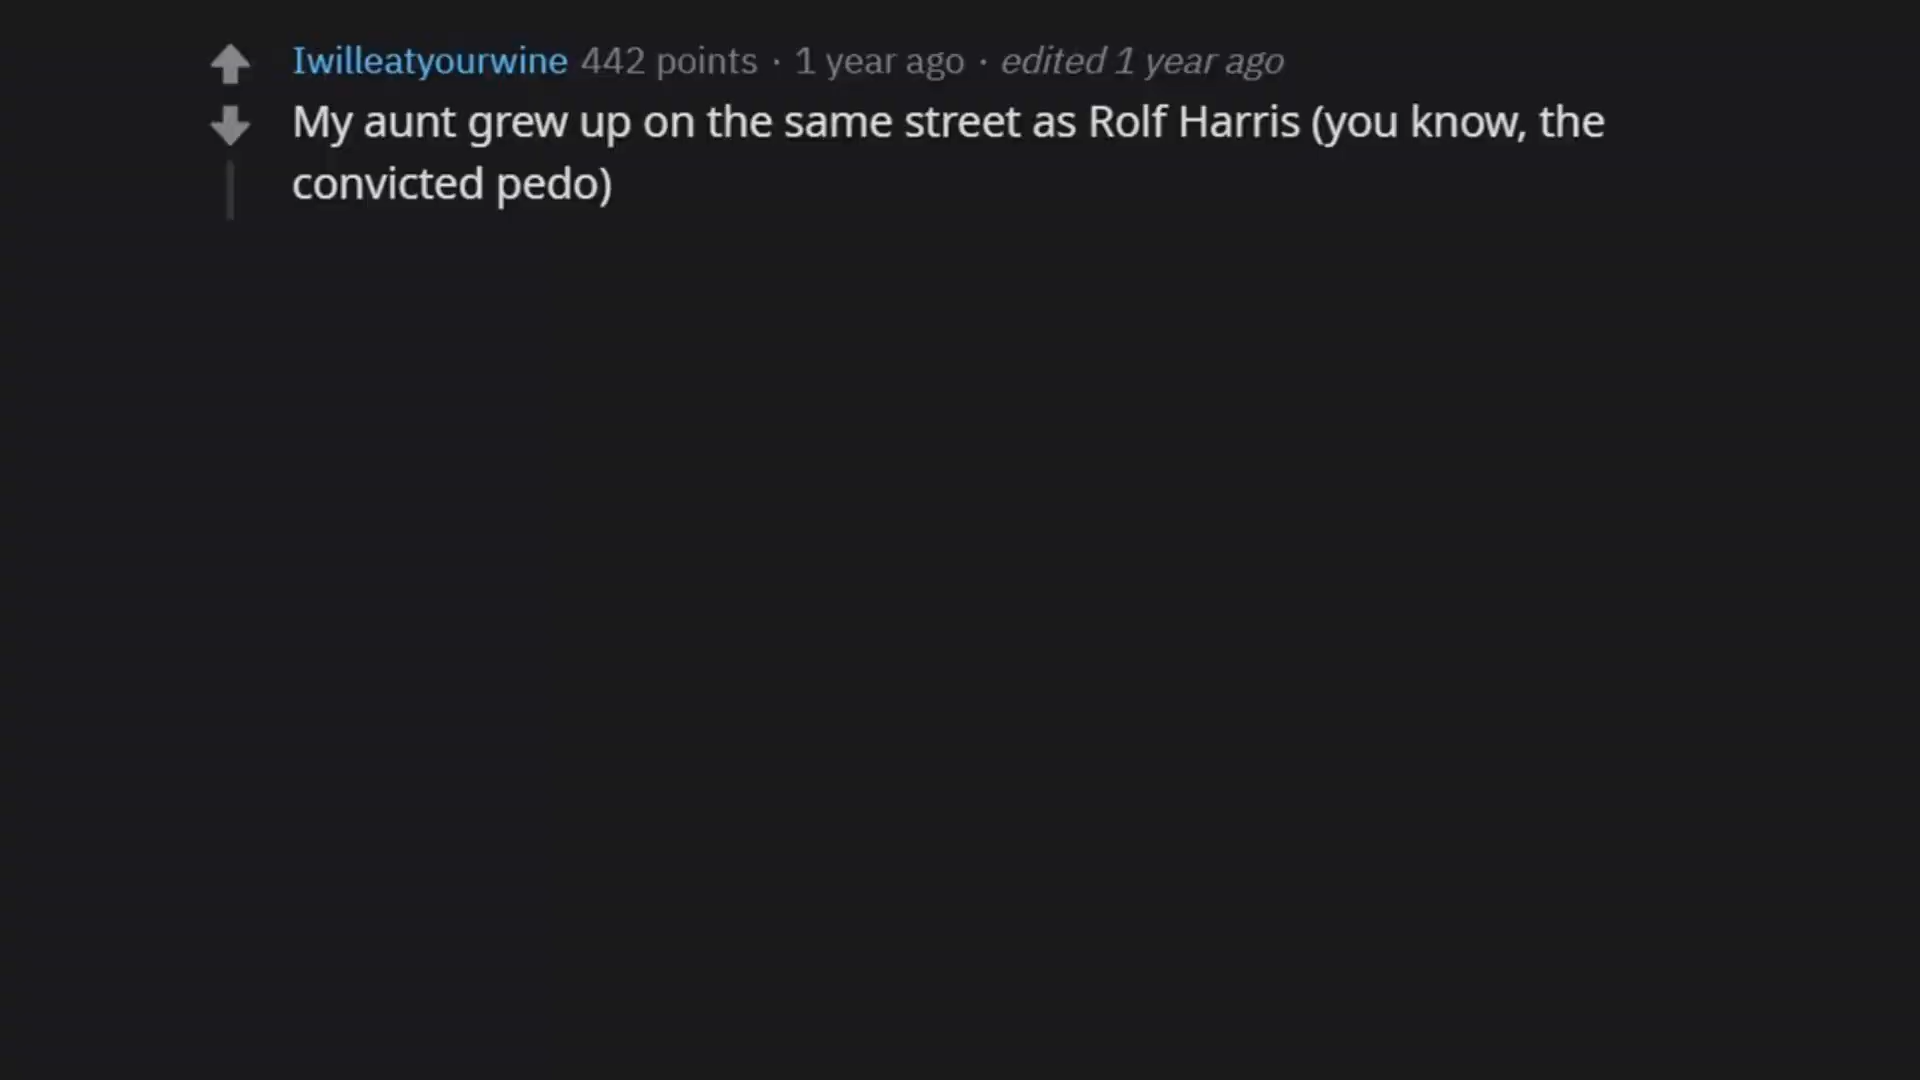 Iwilleatyourwine 442 points · 1 year ago · edited 1 year ago
My aunt grew up on the same street as Rolf Harris (you know, the
convicted pedo)